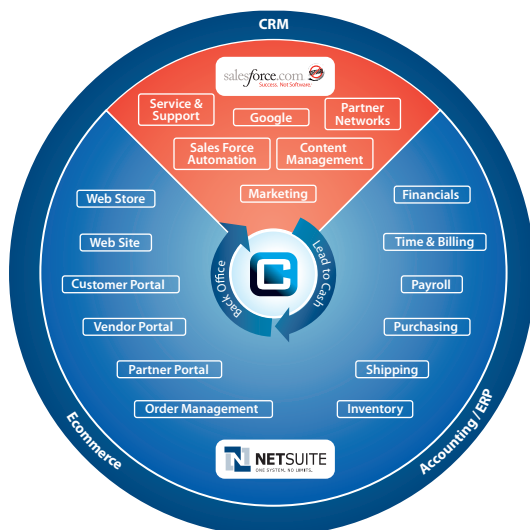 CRM
salesforce.com
Success. Not Software.
Service &
Support
Google
Partner
Networks
Sales Force
Automation
Content
Management
Marketing
Web Store
Financials
Web Site
Time & Billing
Customer Portal
Payroll
Vendor Portal
Purchasing
Partner Portal
Shipping
Order Management
Inventory
Back Office
Lead to Cash
C
Ecommerce
Accounting / ERP
N
NETSUITE
ONE SYSTEM. NO LIMITS.